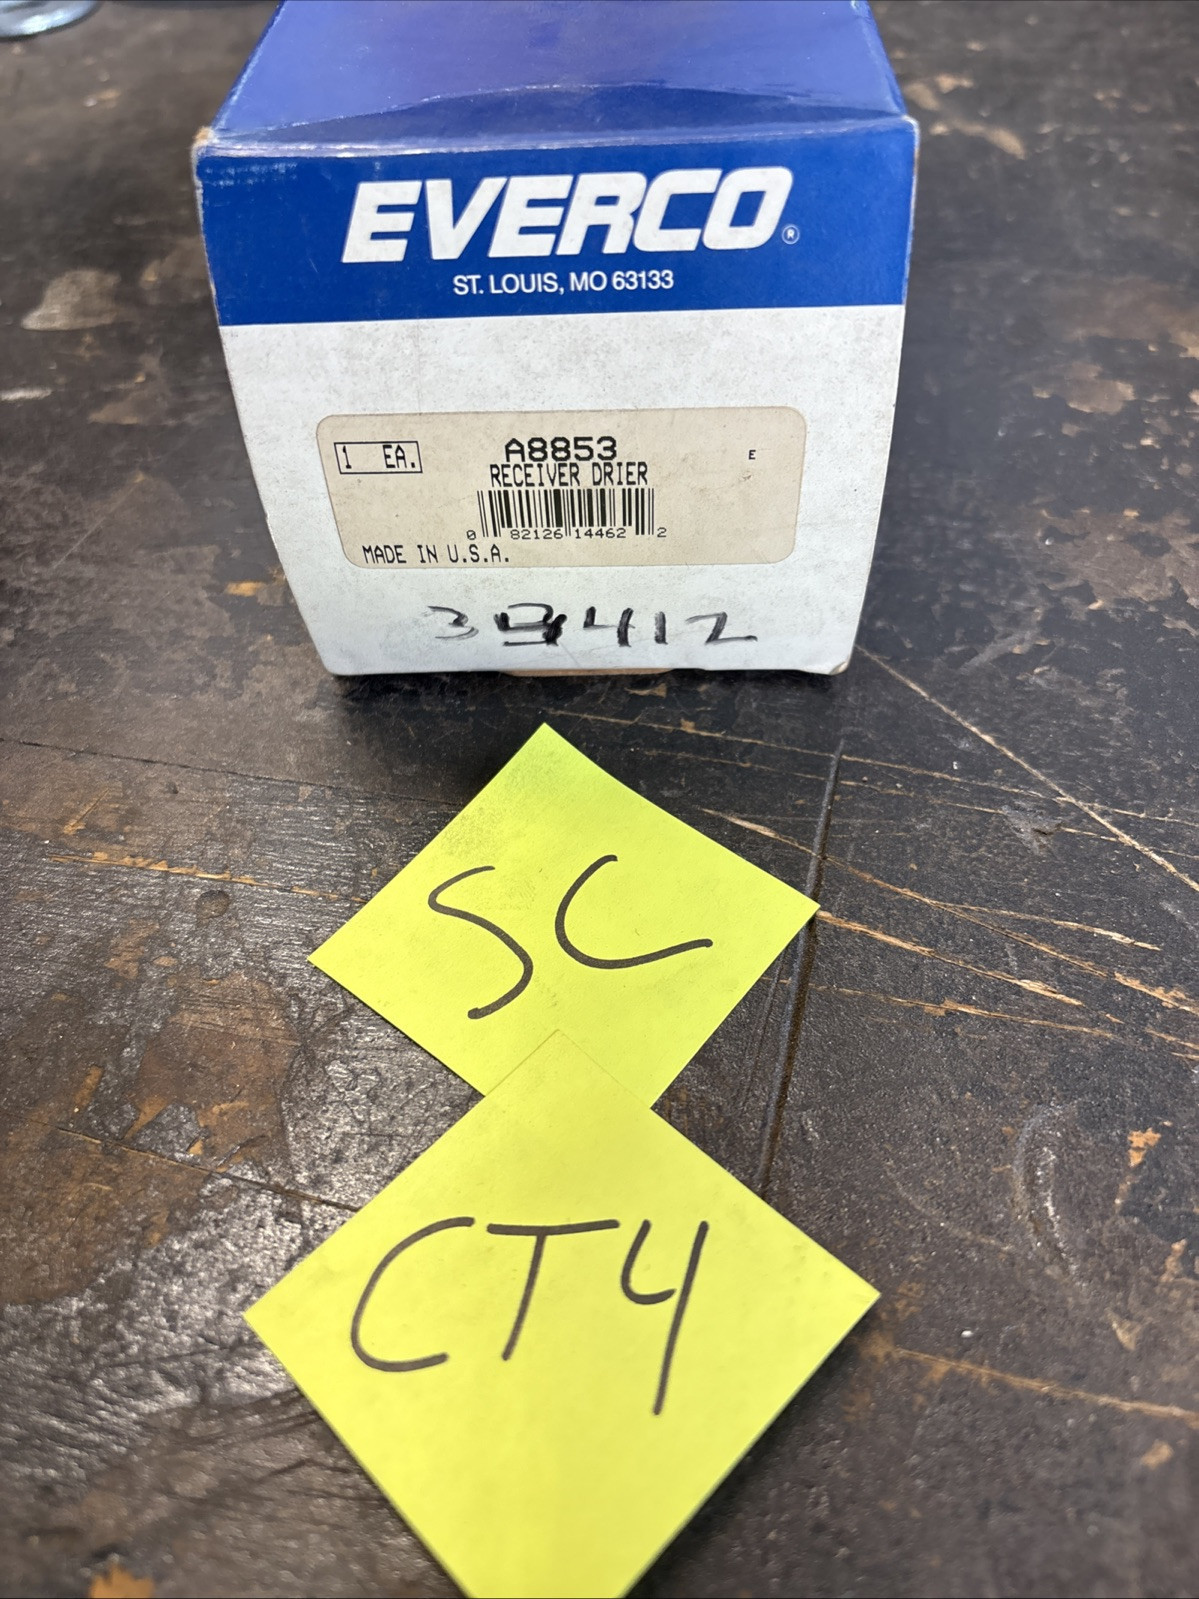 EVERCO®
ST. LOUIS, MO 63133
1 EA. A8853 E
RECEIVER DRIER
0 82126 14462 2
MADE IN U.S.A.
SC
CT4